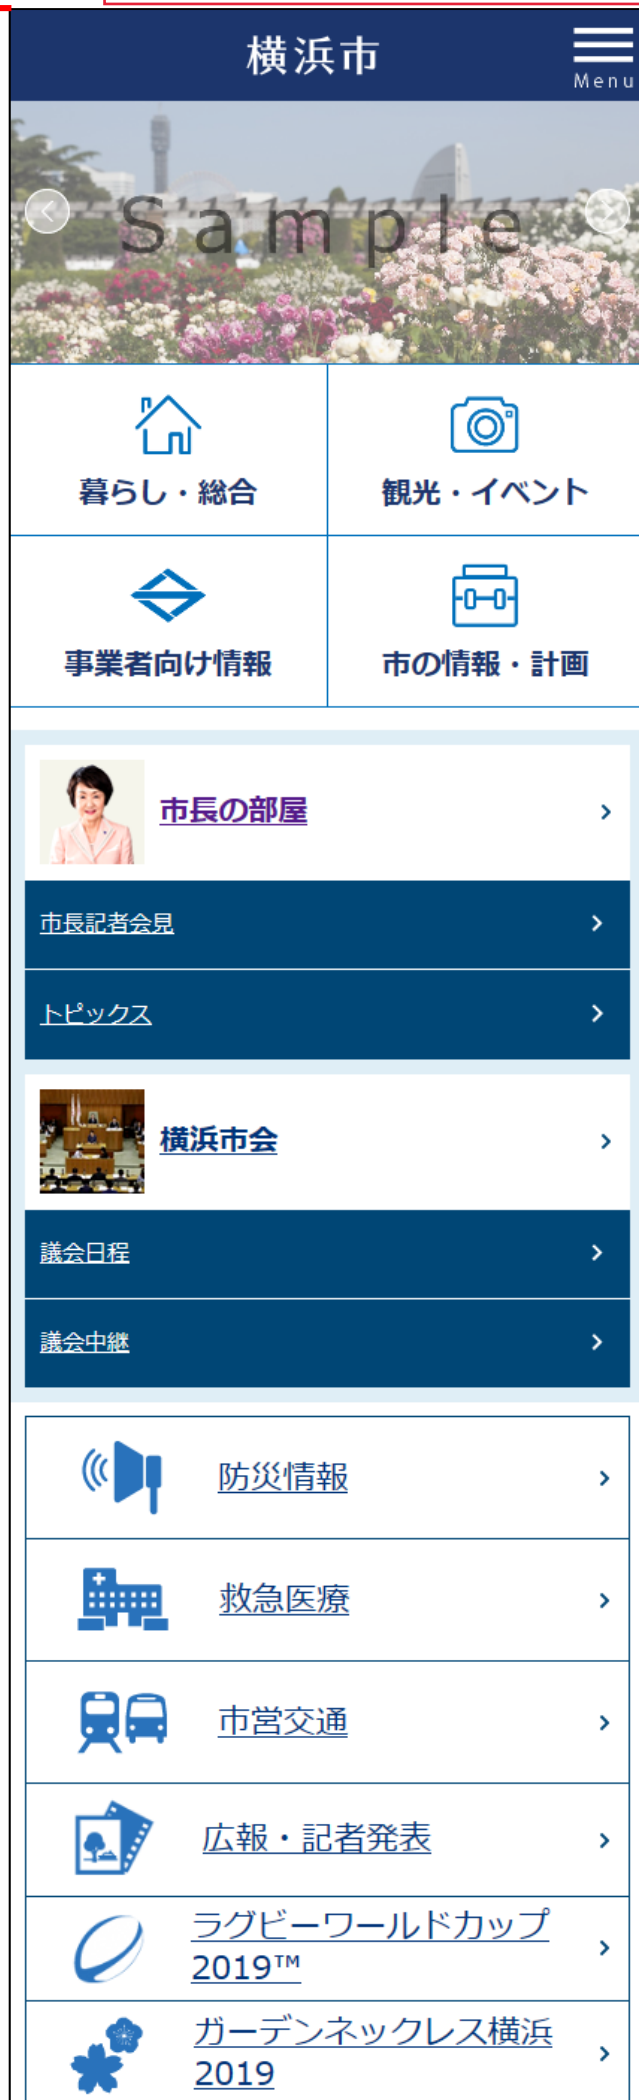 横浜市
Menu
Sample
暮らし・総合
観光・イベント
事業者向け情報
市の情報・計画
市長の部屋
市長記者会見
トピックス
横浜市会
議会日程
議会中継
防災情報
救急医療
市営交通
広報・記者発表
ラグビーワールドカップ
2019™
ガーデンネックレス横浜
2019